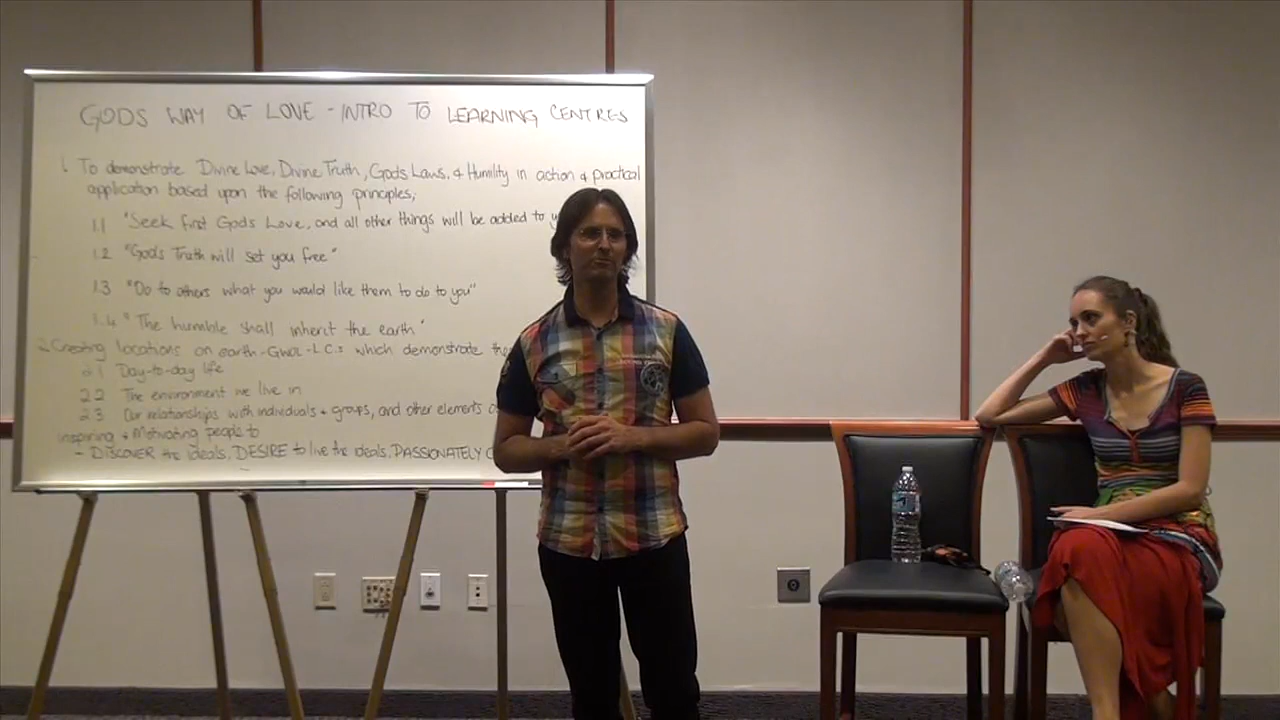 GODS WAY OF LOVE - INTRO TO LEARNING CENTRES
1. To demonstrate Divine Love, Divine Truth, Gods Laws, & Humility in action & practical
application based upon the following principles;
1.1 "Seek first Gods Love, and all other things will be added to
1.2 "Gods Truth will set you free"
1.3 "Do to others what you would like them to do to you"
1.4 "The humble shall inherit the earth"
2. Creating locations on earth - GWOL - L.C.s which demonstrate
2.1 Day-to-day life
2.2 The environment we live in
2.3 Our relationships with individuals + groups, and other elements
inspiring + Motivating people to
- DISCOVER the ideals, DESIRE to live the ideals, PASSIONATELY